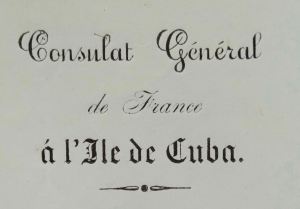 Consulat Général
de France
á l'Ile de Cuba.